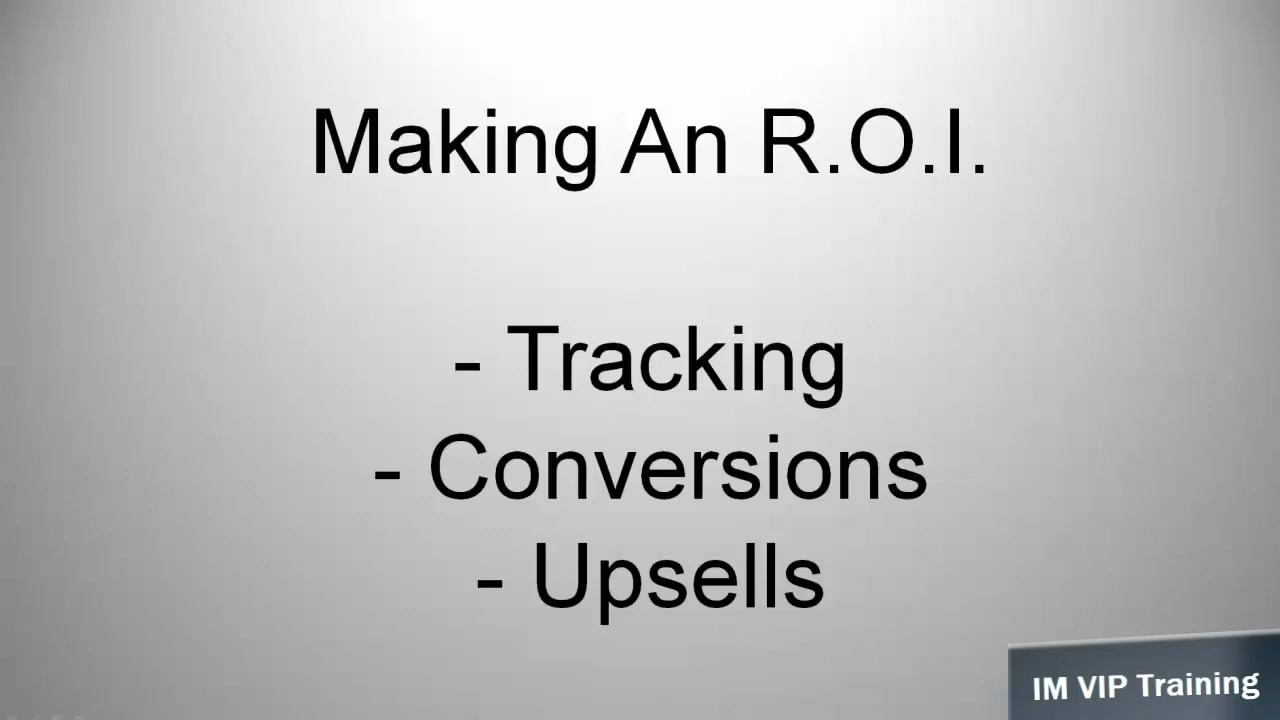 Making An R.O.I.
- Tracking
- Conversions
- Upsells
IM VIP Training